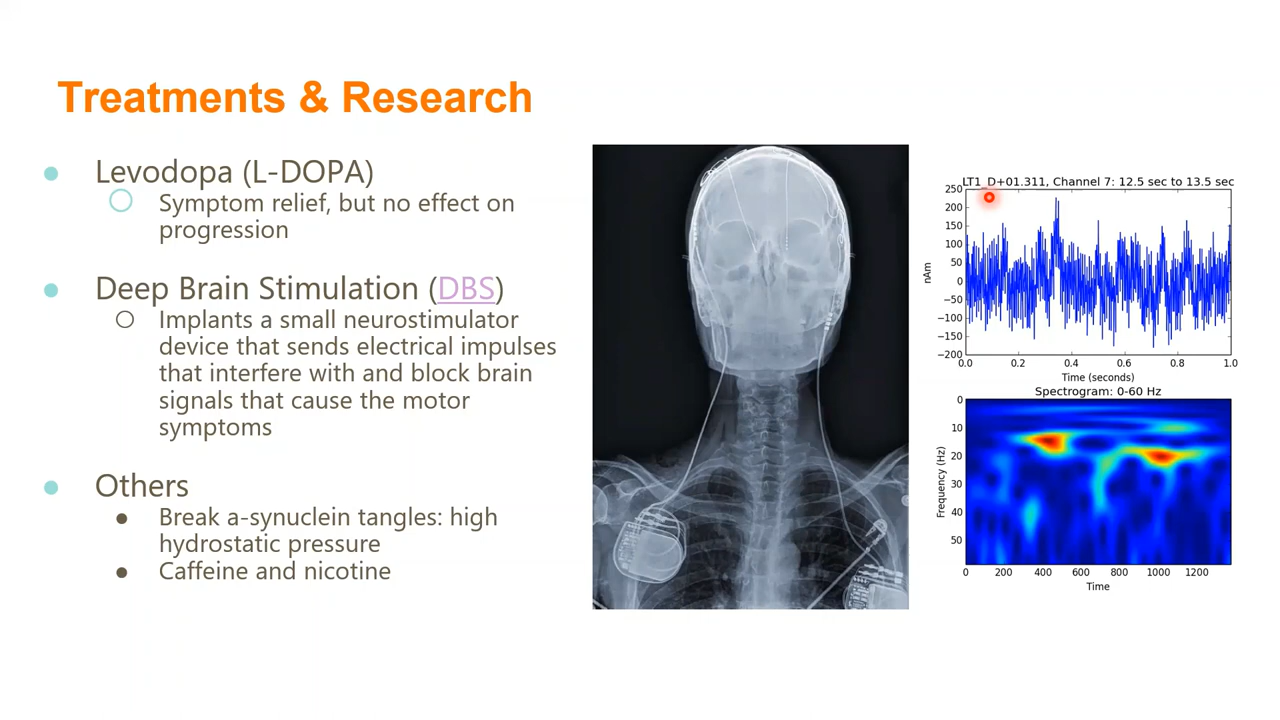 Treatments & Research
Levodopa (L-DOPA)
Symptom relief, but no effect on
progression
Deep Brain Stimulation (DBS)
Implants a small neurostimulator
device that sends electrical impulses
that interfere with and block brain
signals that cause the motor
symptoms
Others
Break a-synuclein tangles: high
hydrostatic pressure
Caffeine and nicotine
LT1_D+01.311, Channel 7: 12.5 sec to 13.5 sec
250
200
150
100
50
0
−50
−100
−150
−200
nAm
0.0 0.2 0.4 0.6 0.8 1.0
Time (seconds)
Spectrogram: 0-60 Hz
0
10
20
30
40
50
Frequency (Hz)
0 200 400 600 800 1000 1200
Time